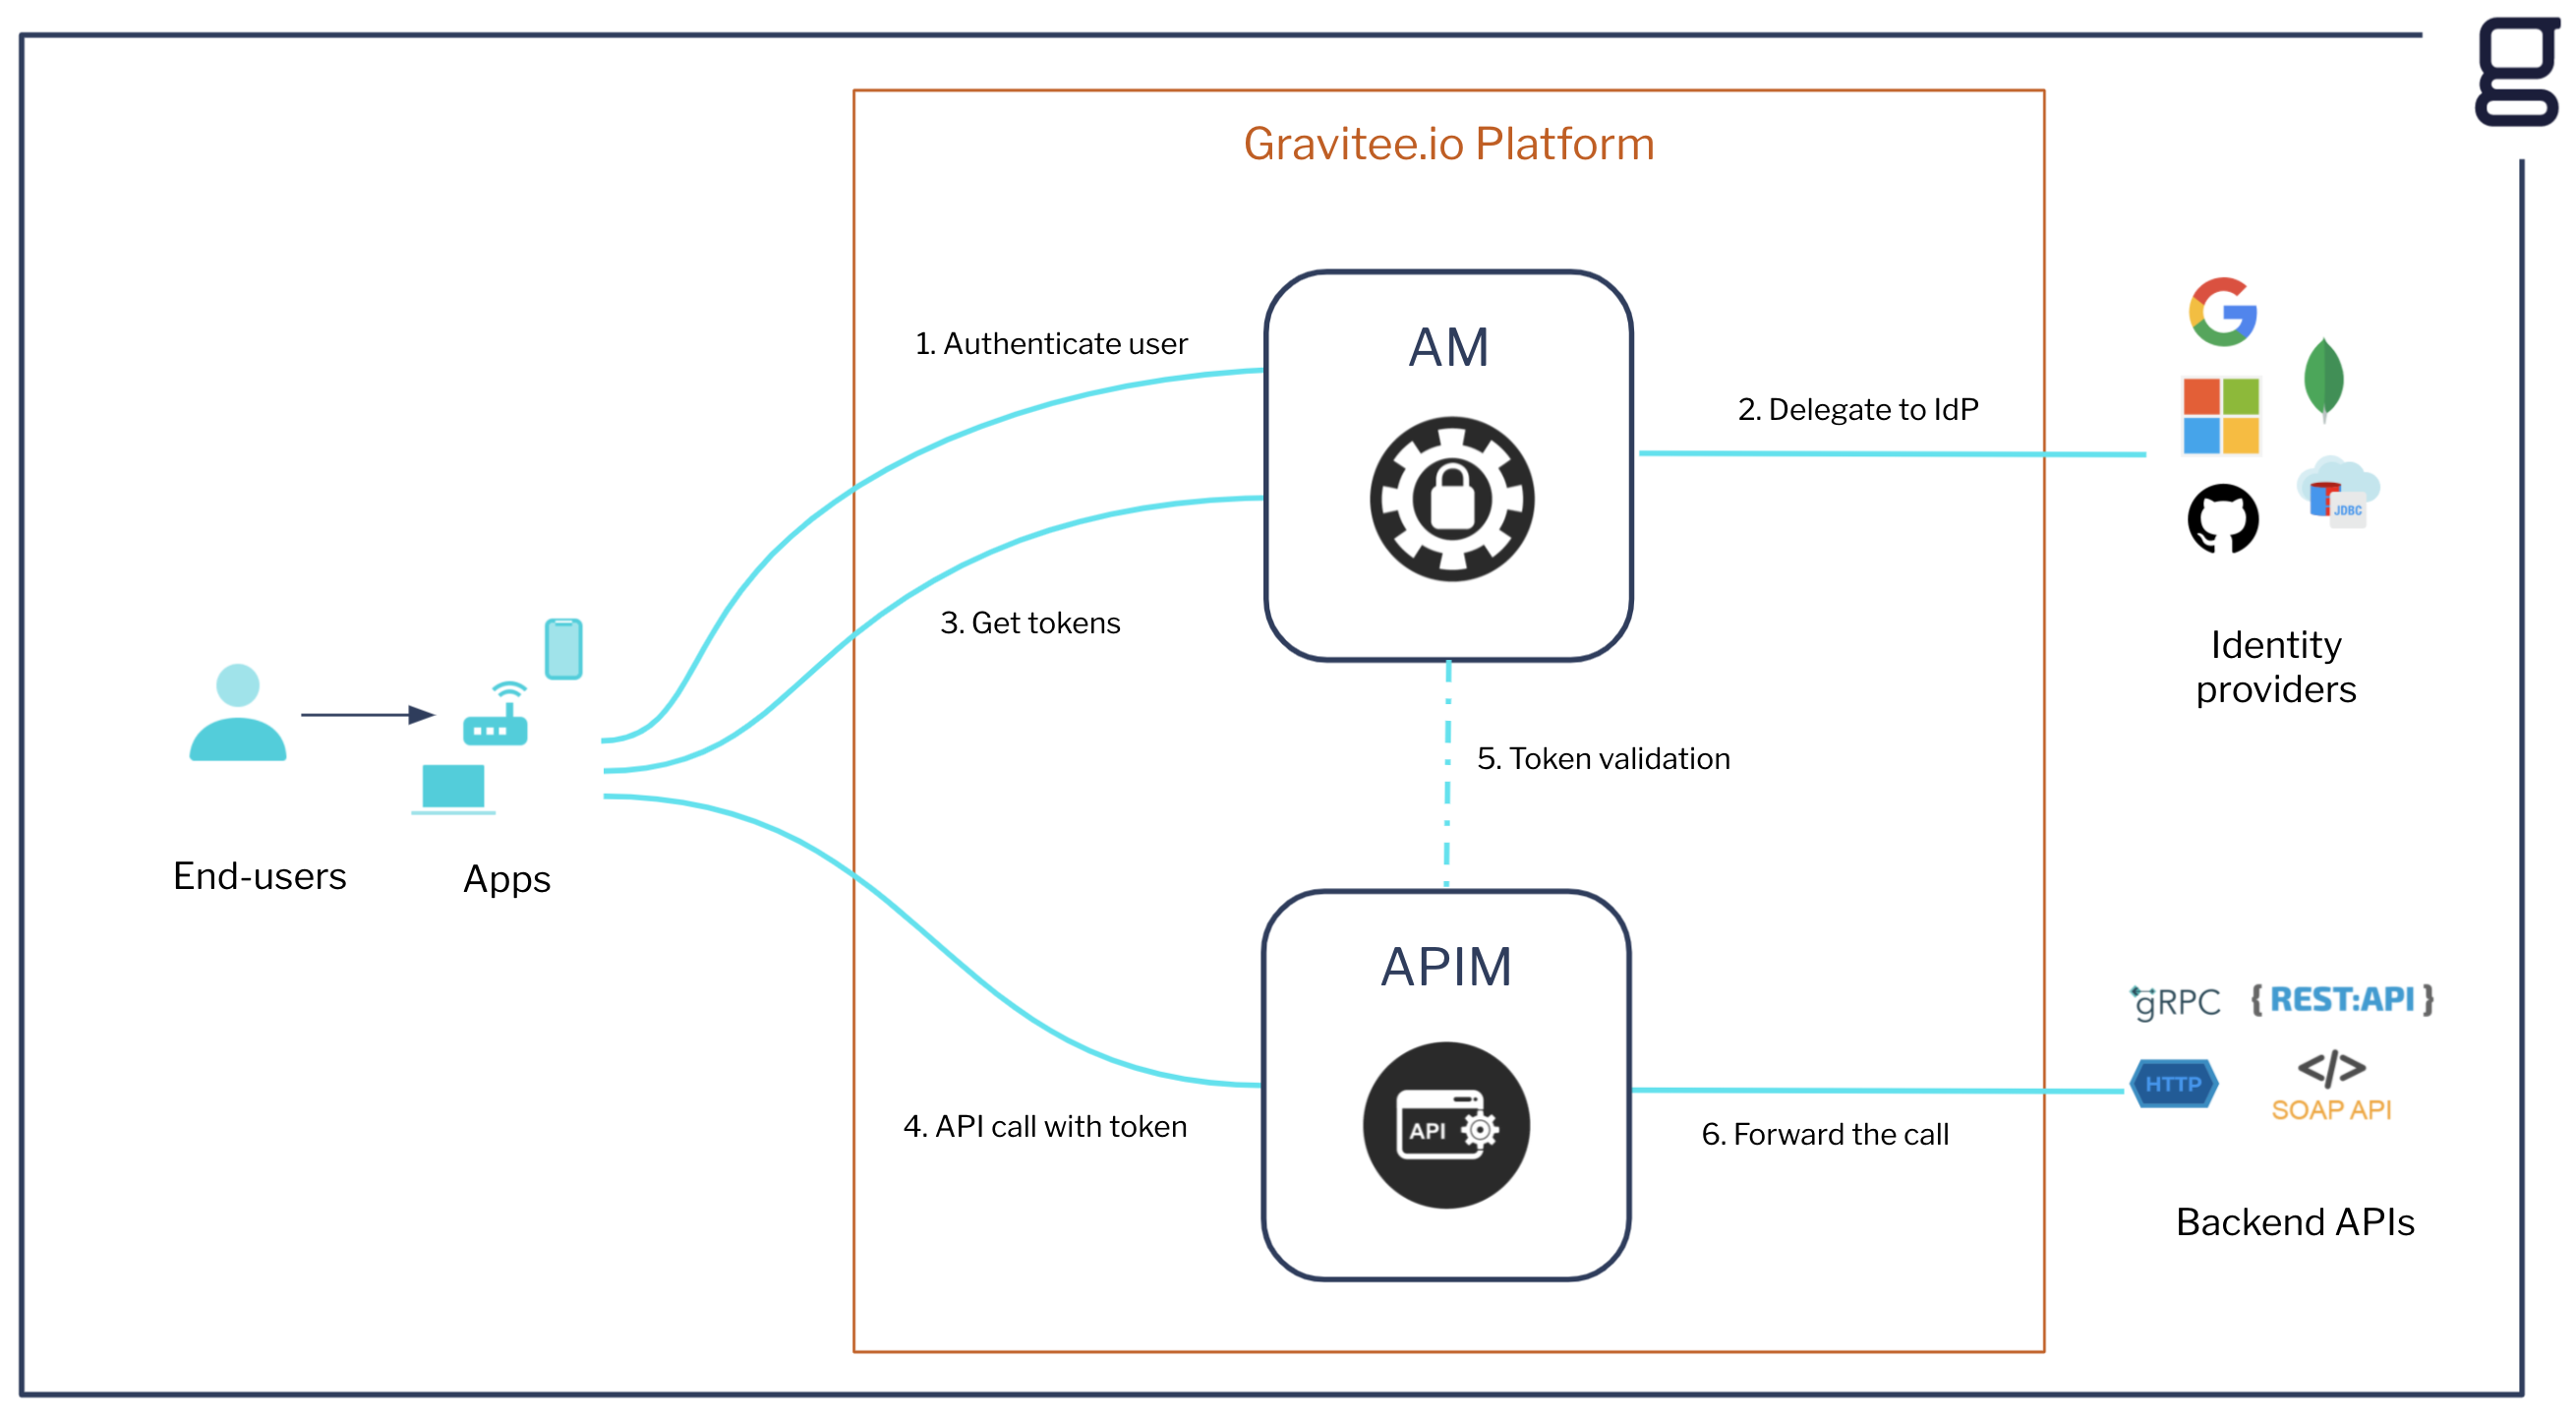 Gravitee.io Platform
AM
1. Authenticate user
2. Delegate to IdP
JDBC
3. Get tokens
Identity
providers
5. Token validation
End-users
Apps
APIM
gRPC
{ REST:API }
HTTP
</>
SOAP API
API
4. API call with token
6. Forward the call
Backend APIs
g